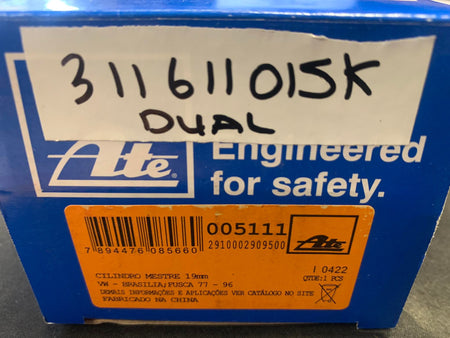 311611015K
DUAL
Ate
Engineered
for safety.
005111
2910002909500
Ate
7 894476 085660
I 0422
QTDE:1 PCS
CILINDRO MESTRE 19mm
VW - BRASILIA;FUSCA 77 - 96
DEMAIS INFORMAÇÕES E APLICAÇÕES VER CATÁLOGO NO SITE
FABRICADO NA CHINA